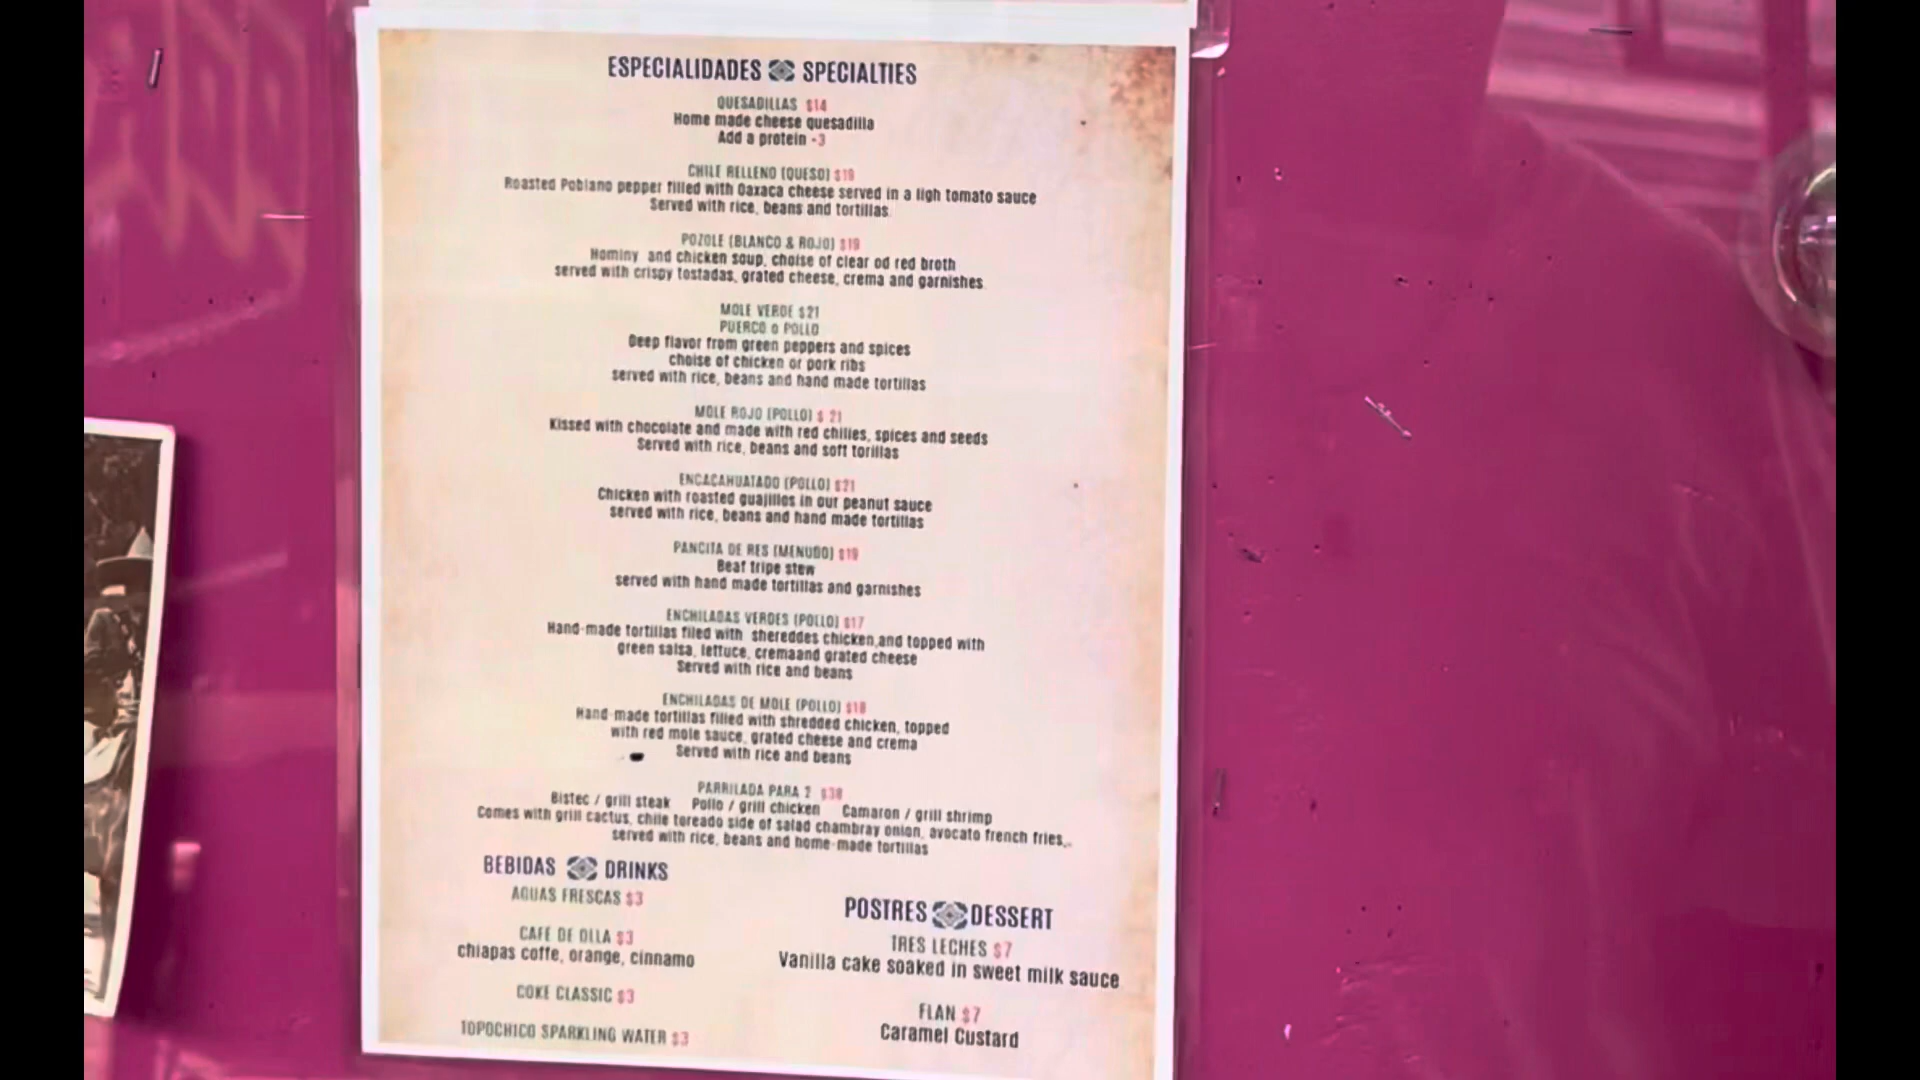 ESPECIALIDADES SPECIALTIES
QUESADILLAS $14
Home made cheese quesadilla
Add a protein +3
CHILE RELLENO (QUESO) $19
Roasted Poblano pepper filled with Oaxaca cheese served in a ligh tomato sauce
Served with rice, beans and tortillas
POZOLE (BLANCO & ROJO) $19
Hominy and chicken soup, choise of clear od red broth
served with crispy tostadas, grated cheese, crema and garnishes
MOLE VERDE $21
PUERCO o POLLO
Deep flavor from green peppers and spices
choise of chicken or pork ribs
served with rice, beans and hand made tortillas
MOLE ROJO (POLLO) $ 21
Kissed with chocolate and made with red chilies, spices and seeds
Served with rice, beans and soft torillas
ENCACAHUATADO (POLLO) $21
Chicken with roasted guajillos in our peanut sauce
served with rice, beans and hand made tortillas
PANCITA DE RES (MENUDO) $19
Beaf tripe stew
served with hand made tortillas and garnishes
ENCHILADAS VERDES (POLLO) $17
Hand-made tortillas filed with shereddes chicken,and topped with
green salsa, lettuce, cremaand grated cheese
Served with rice and beans
ENCHILADAS DE MOLE (POLLO) $18
Hand-made tortillas filled with shredded chicken, topped
with red mole sauce, grated cheese and crema
Served with rice and beans
PARRILADA PARA 2 $38
Bistec / grill steak Pollo / grill chicken Camaron / grill shrimp
Comes with grill cactus, chile toreado side of salad chambray onion, avocato french fries,
served with rice, beans and home-made tortillas
BEBIDAS DRINKS
AGUAS FRESCAS $3
CAFE DE OLLA $3
chiapas coffe, orange, cinnamo
COKE CLASSIC $3
TOPOCHICO SPARKLING WATER $3
POSTRES DESSERT
TRES LECHES $7
Vanilla cake soaked in sweet milk sauce
FLAN $7
Caramel Custard